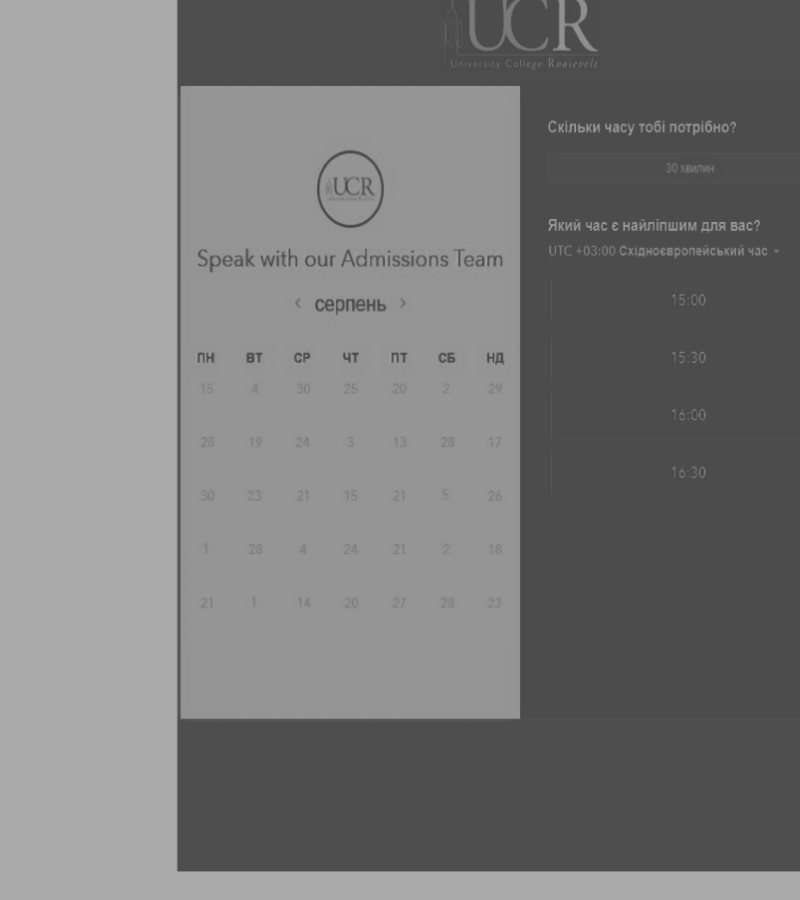 UCR
University College Roosevelt
UCR
Speak with our Admissions Team
‹ серпень ›
ПН ВТ СР ЧТ ПТ СБ НД
15 4 30 25 20 2 29
28 19 24 3 13 28 17
30 23 21 15 21 5 26
1 28 4 24 21 2 18
21 1 14 20 27 28 23
Скільки часу тобі потрібно?
30 хвилин
Який час є найліпшим для вас?
UTC +03:00 Східноєвропейський час
15:00
15:30
16:00
16:30